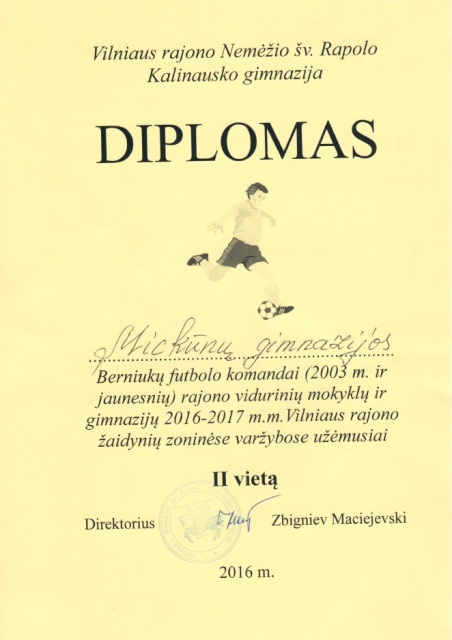 Vilniaus rajono Nemėžio šv. Rapolo
Kalinausko gimnazija
DIPLOMAS
Mickūnų gimnazijos
Berniukų futbolo komandai (2003 m. ir
jaunesnių) rajono vidurinių mokyklų ir
gimnazijų 2016-2017 m.m.Vilniaus rajono
žaidynių zoninėse varžybose užėmusiai
II vietą
Direktorius Zbigniev Maciejevski
2016 m.